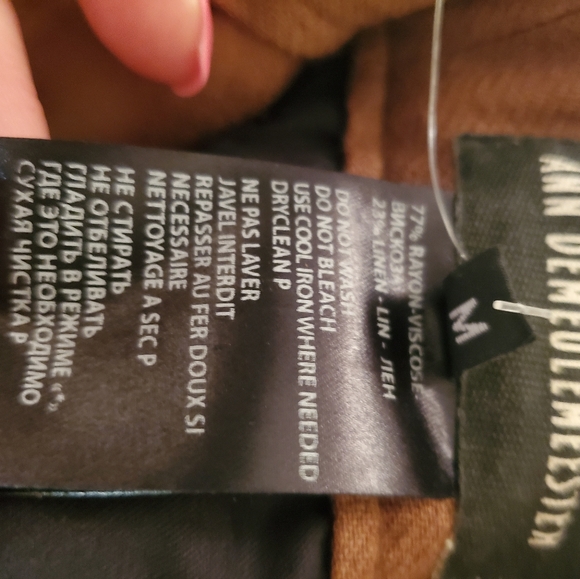 ANN DEMEULEMEESTER
M
77% RAYON-VISCOSE
ВИСКОЗА
23% LINEN - LIN - ЛЕН
DO NOT WASH
DO NOT BLEACH
USE COOL IRON WHERE NEEDED
DRYCLEAN P
NE PAS LAVER
JAVEL INTERDIT
REPASSER AU FER DOUX SI
NECESSAIRE
NETTOYAGE A SEC P
НЕ СТИРАТЬ
НЕ ОТБЕЛИВАТЬ
ГЛАДИТЬ В РЕЖИМЕ «*»,
ГДЕ ЭТО НЕОБХОДИМО
СУХАЯ ЧИСТКА P